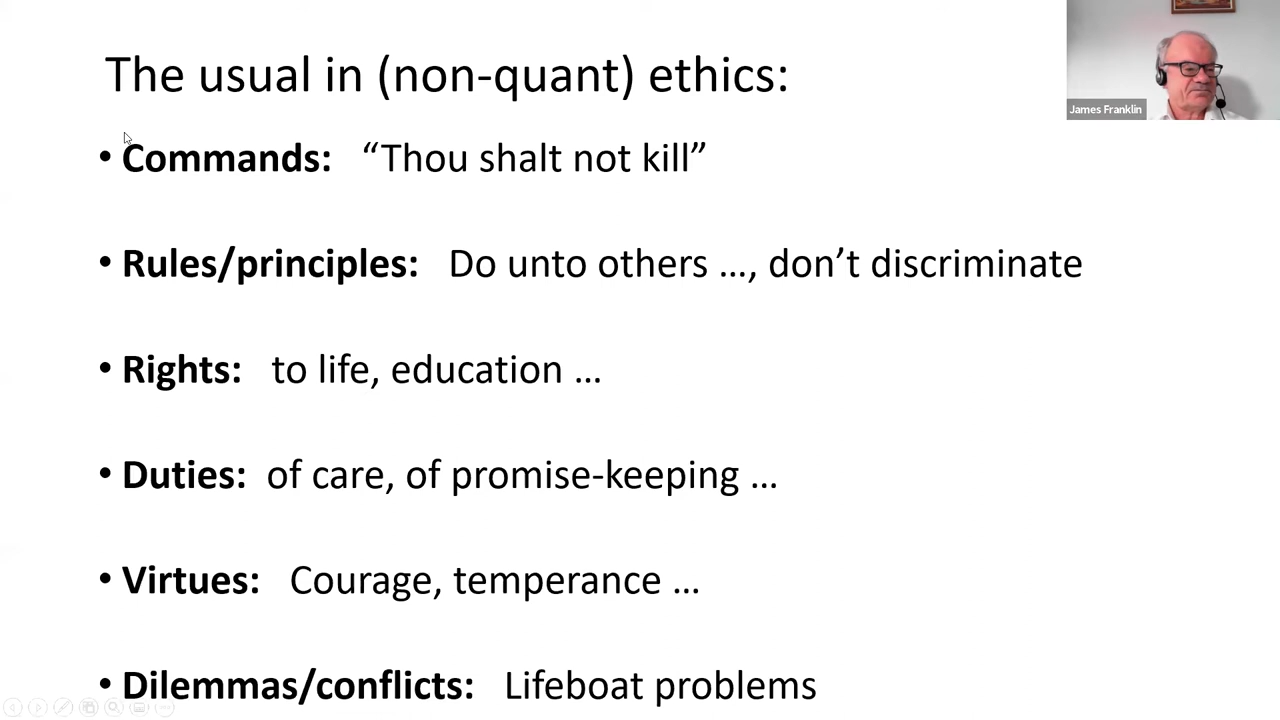 The usual in (non-quant) ethics:
James Franklin
• Commands: “Thou shalt not kill”
• Rules/principles: Do unto others ..., don’t discriminate
• Rights: to life, education ...
• Duties: of care, of promise-keeping ...
• Virtues: Courage, temperance ...
• Dilemmas/conflicts: Lifeboat problems